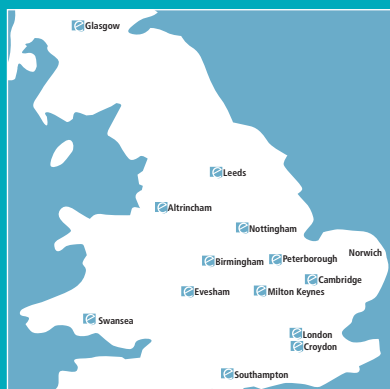 Glasgow
Leeds
Altrincham
Nottingham
Norwich
Birmingham
Peterborough
Cambridge
Evesham
Milton Keynes
Swansea
London
Croydon
Southampton